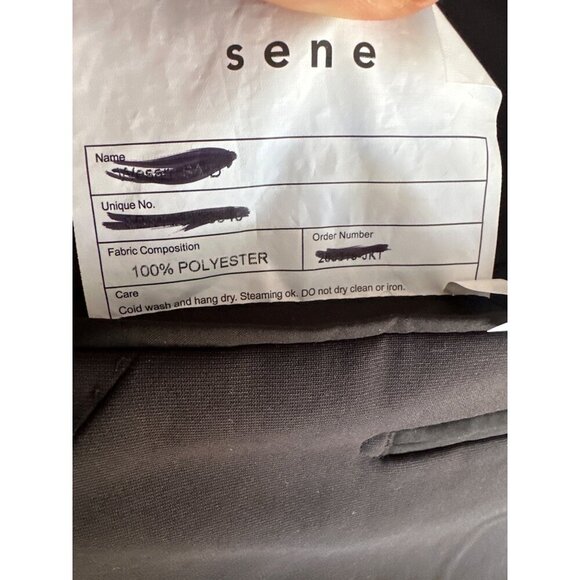 sene
Name
Unique No.
Fabric Composition
100% POLYESTER
Order Number
Care
Cold wash and hang dry. Steaming ok. DO not dry clean or iron.